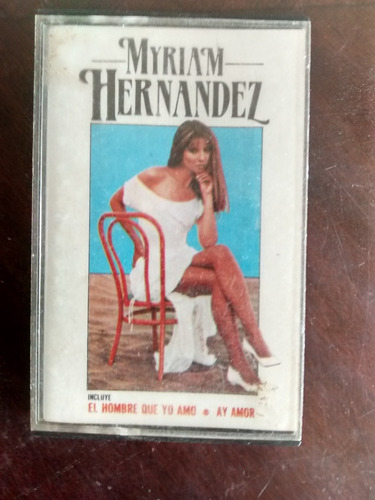 MYRIAM
HERNANDEZ
INCLUYE
EL HOMBRE QUE YO AMO • AY AMOR